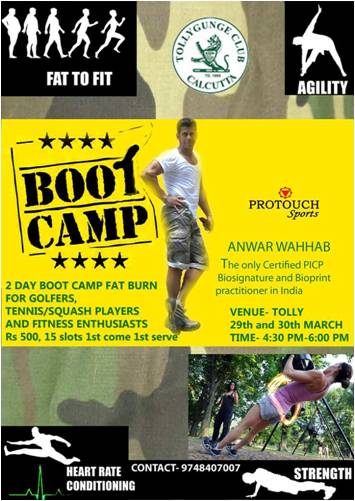 FAT TO FIT
TOLLYGUNGE CLUB
CALCUTTA
AGILITY
BOOT
CAMP
PROTOUCH
Sports
ANWAR WAHHAB
The only Certified PICP
Biosignature and Bioprint
practitioner in India
2 DAY BOOT CAMP FAT BURN
FOR GOLFERS,
TENNIS/SQUASH PLAYERS
AND FITNESS ENTHUSIASTS
Rs 500, 15 slots 1st come 1st serve
VENUE- TOLLY
29th and 30th MARCH
TIME- 4:30 PM-6:00 PM
HEART RATE
CONDITIONING
CONTACT- 9748407007
STRENGTH